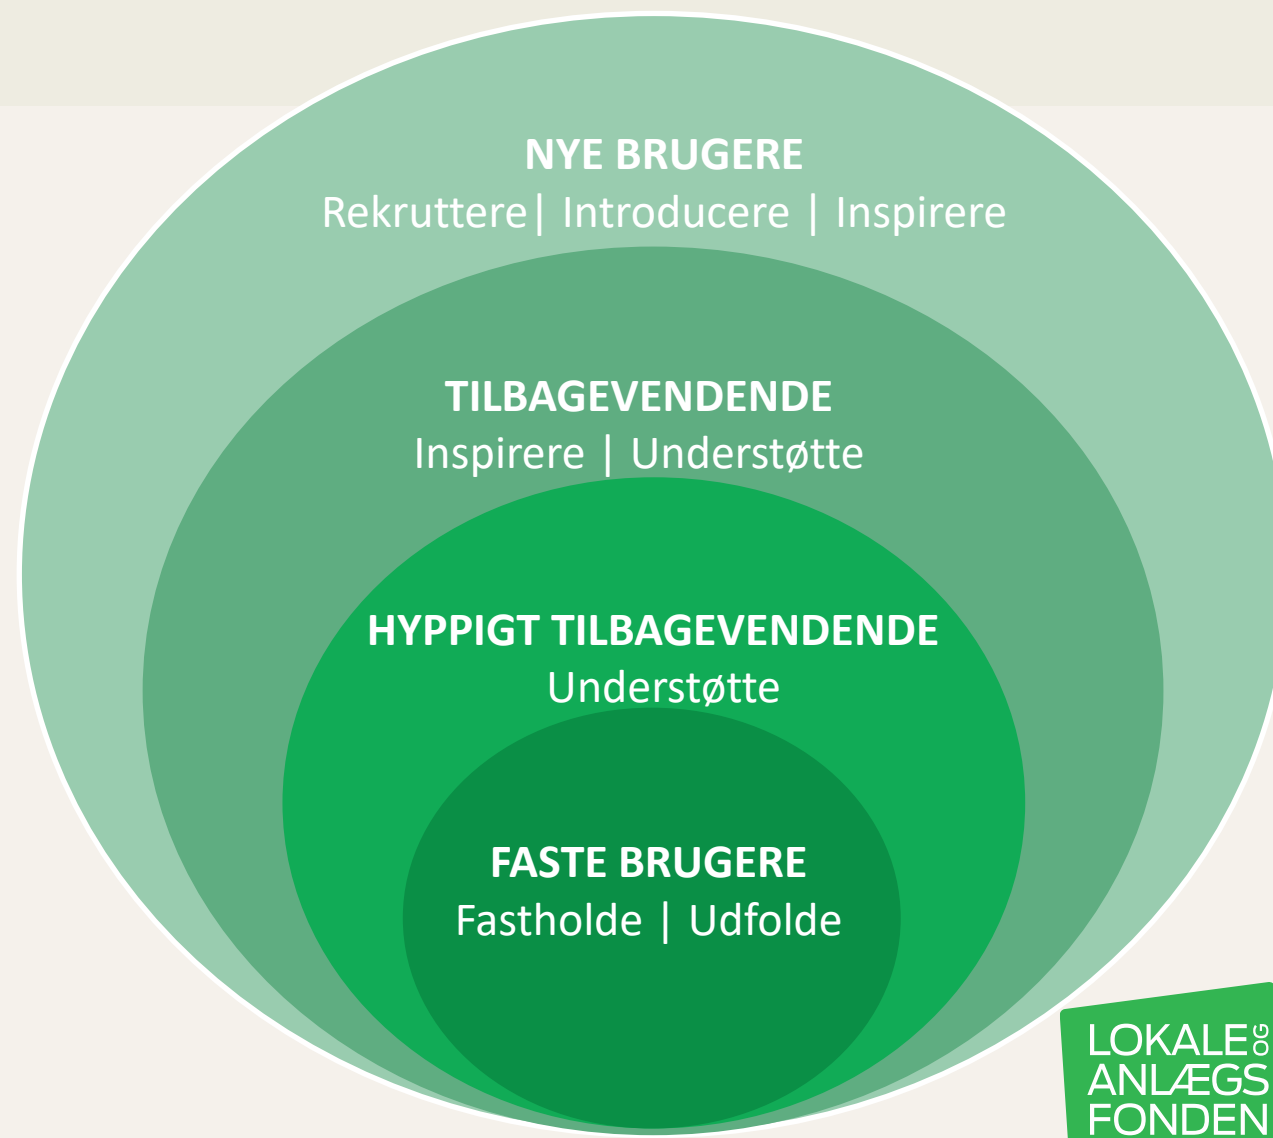 NYE BRUGERE
Rekruttere| Introducere | Inspirere
TILBAGEVENDENDE
Inspirere | Understøtte
HYPPIGT TILBAGEVENDENDE
Understøtte
FASTE BRUGERE
Fastholde | Udfolde
LOKALE OG
ANLÆGS
FONDEN